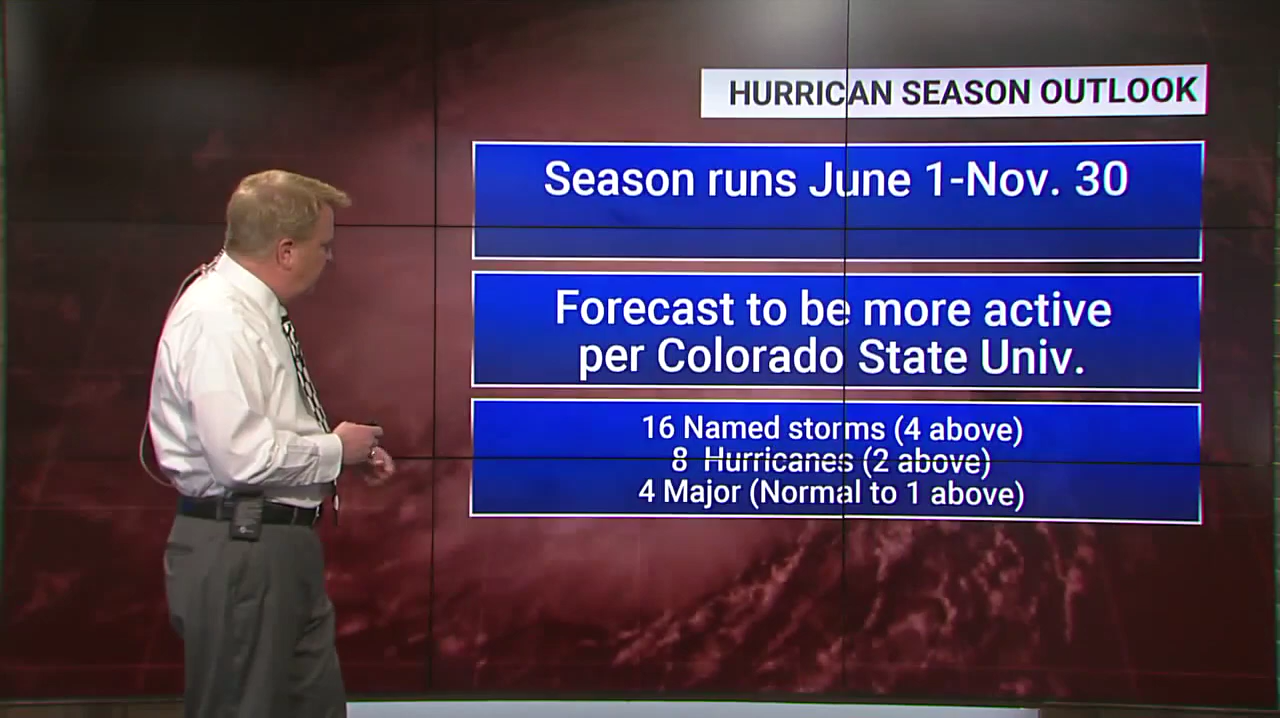 HURRICAN SEASON OUTLOOK
Season runs June 1-Nov. 30
Forecast to be more active
per Colorado State Univ.
16 Named storms (4 above)
8 Hurricanes (2 above)
4 Major (Normal to 1 above)